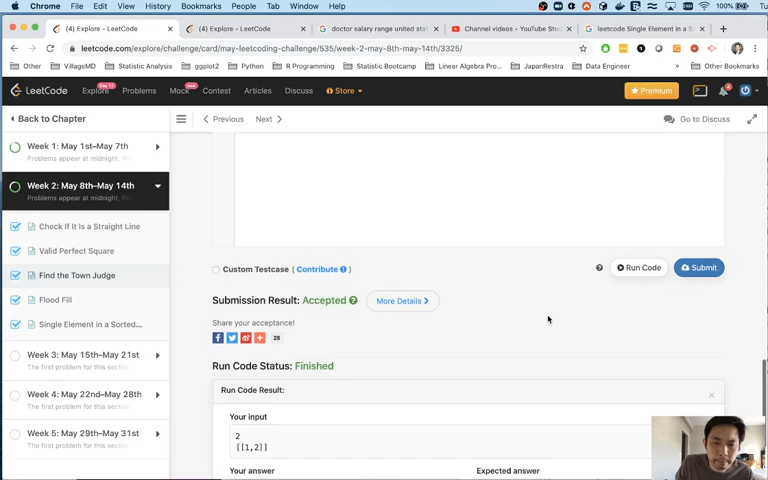 Chrome File Edit View History Bookmarks People Tab Window Help 100%
(4) Explore - LeetCode (4) Explore - LeetCode doctor salary range united stat Channel videos - YouTube Stu leetcode Single Element in a S
leetcode.com/explore/challenge/card/may-leetcoding-challenge/535/week-2-may-8th-may-14th/3325/
Other VillageMD Statistic Analysis ggplot2 Python R Programming Statistic Bootcamp Linear Algebra Pro... JapanRestra Data Engineer Other Bookmarks
LeetCode Explore Problems Mock New Contest Articles Discuss Store Premium
Back to Chapter Previous Next Go to Discuss
Week 1: May 1st–May 7th
Problems appear at midnight,
Week 2: May 8th–May 14th
Problems appear at midnight,
Check If It Is a Straight Line
Valid Perfect Square
Find the Town Judge
Flood Fill
Single Element in a Sorted...
Week 3: May 15th–May 21st
The first problem for this section
Week 4: May 22nd–May 28th
The first problem for this section
Week 5: May 29th–May 31st
The first problem for this section
Custom Testcase ( Contribute ) Run Code Submit
Submission Result: Accepted More Details
Share your acceptance!
28
Run Code Status: Finished
Run Code Result:
Your input
2
[[1,2]]
Your answer Expected answer